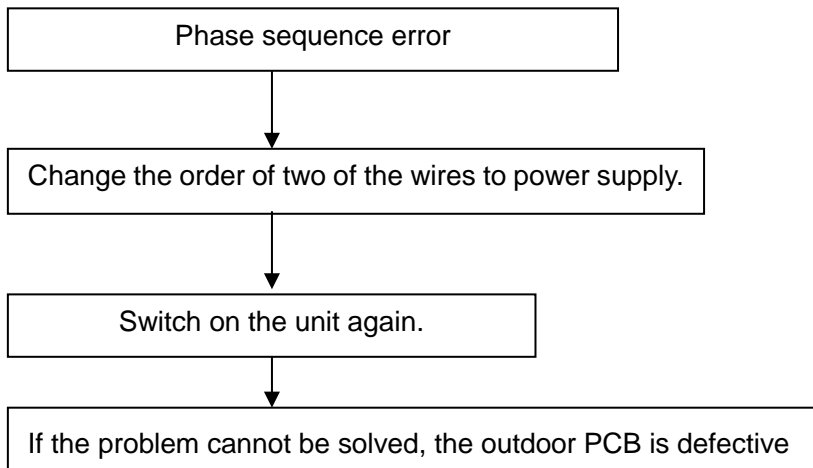 Phase sequence error
Change the order of two of the wires to power supply.
Switch on the unit again.
If the problem cannot be solved, the outdoor PCB is defective